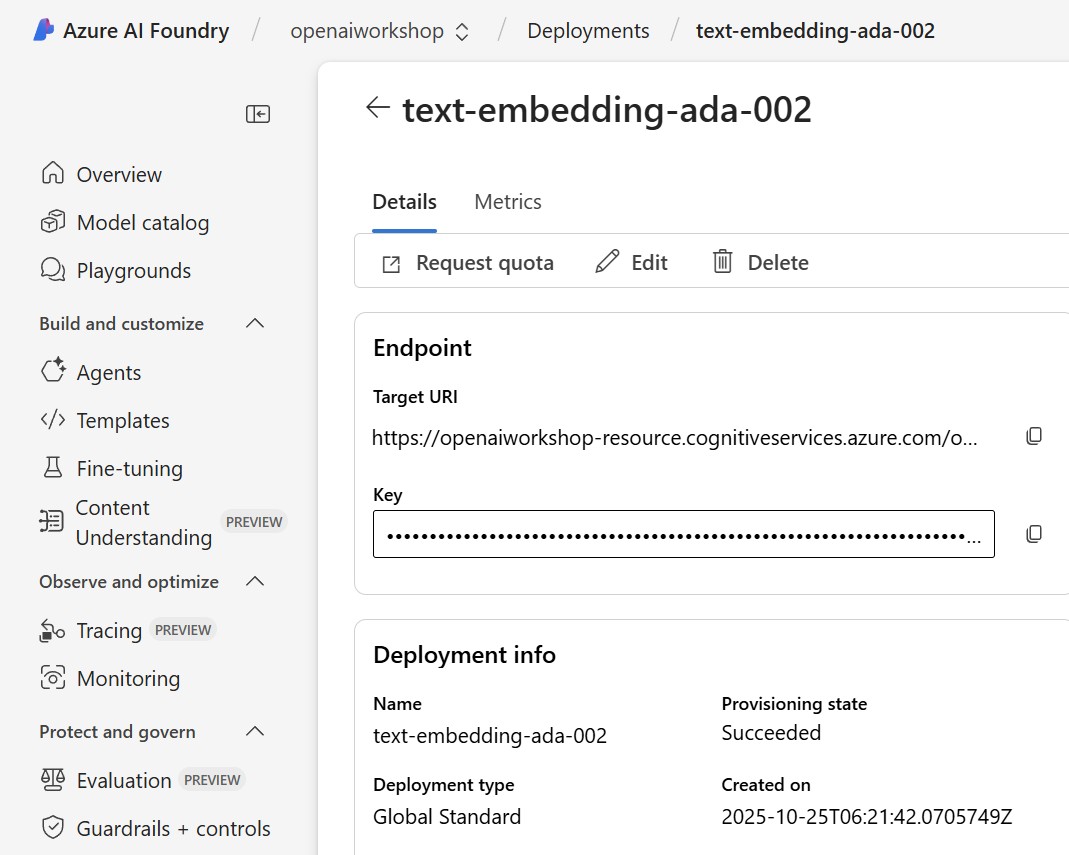 Azure AI Foundry / openaiworkshop / Deployments / text-embedding-ada-002
text-embedding-ada-002
Overview
Model catalog
Playgrounds
Build and customize
Agents
Templates
Fine-tuning
Content
Understanding PREVIEW
Observe and optimize
Tracing PREVIEW
Monitoring
Protect and govern
Evaluation PREVIEW
Guardrails + controls
Details Metrics
Request quota Edit Delete
Endpoint
Target URI
https://openaiworkshop-resource.cognitiveservices.azure.com/o...
Key
••••••••••••••••••••••••••••••••••••••••••••••••••••••••••••••••••••...
Deployment info
Name Provisioning state
text-embedding-ada-002 Succeeded
Deployment type Created on
Global Standard 2025-10-25T06:21:42.0705749Z